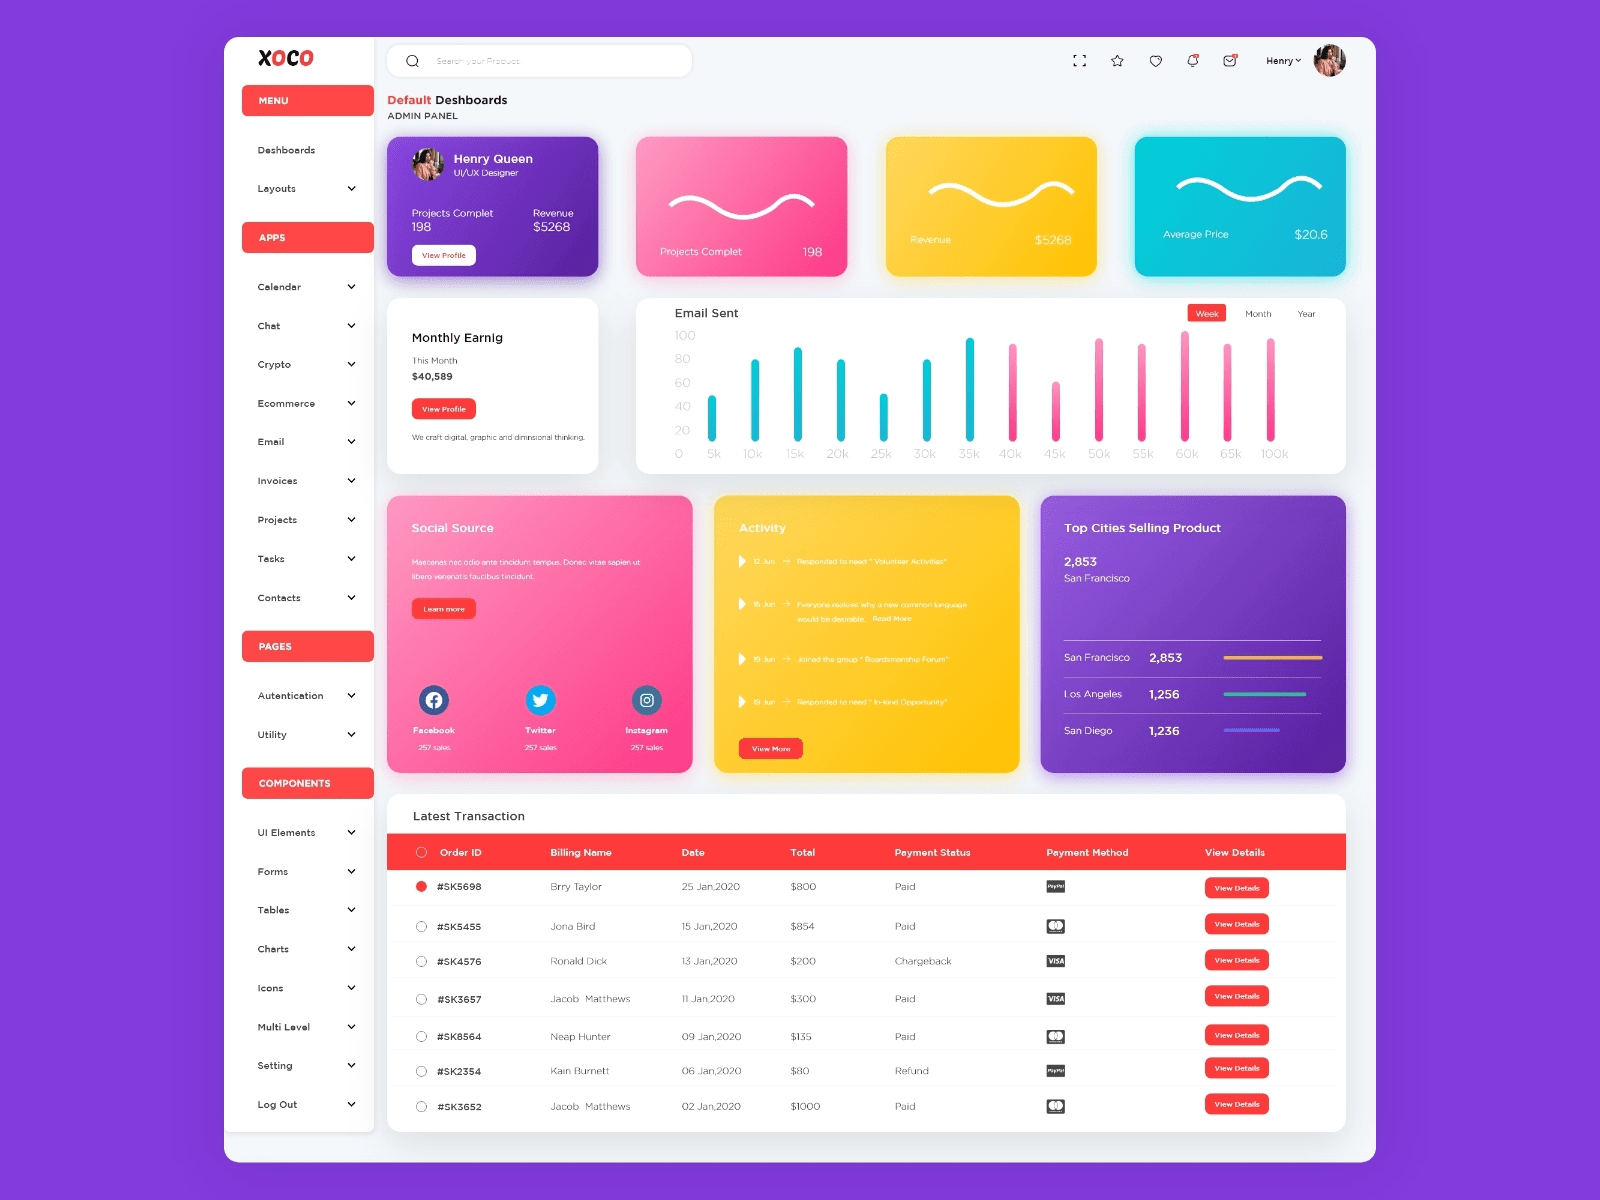 XOCO
Search your Product.
Henry
MENU
Deshboards
Layouts
APPS
Calendar
Chat
Crypto
Ecommerce
Email
Invoices
Projects
Tasks
Contacts
PAGES
Autentication
Utility
COMPONENTS
UI Elements
Forms
Tables
Charts
Icons
Multi Level
Setting
Log Out
Default Deshboards
ADMIN PANEL
Henry Queen
UI/UX Designer
Projects Complet Revenue
198 $5268
View Profile
Projects Complet 198
Revenue $5268
Average Price $20.6
Monthly Earnig
This Month
$40,589
View Profile
We craft digital, graphic and dimnsional thinking.
Email Sent
Week Month Year
100
80
60
40
20
0 5k 10k 15k 20k 25k 30k 35k 40k 45k 50k 55k 60k 65k 100k
Social Source
Maecenas nec odio ante tincidum tempus. Donec vitae sapien ut
libero venenatis faucibus tincidunt.
Learn more
Facebook Twitter Instagram
257 sales 257 sales 257 sales
Activity
12 Jun Responded to need " Volunteer Activities"
16 Jun Everyone realizes why a new common language
would be desirable. Read More
19 Jun Joined the group " Boardsmanship Forum"
19 Jun Responded to need " In-kind Opportunity"
View More
Top Cities Selling Product
2,853
San Francisco
San Francisco 2,853
Los Angeles 1,256
San Diego 1,236
Latest Transaction
Order ID Billing Name Date Total Payment Status Payment Method View Details
#SK5698 Brry Taylor 25 Jan,2020 $800 Paid PayPal View Details
#SK5455 Jona Bird 15 Jan,2020 $854 Paid View Details
#SK4576 Ronald Dick 13 Jan,2020 $200 Chargeback VISA View Details
#SK3657 Jacob Matthews 11 Jan,2020 $300 Paid VISA View Details
#SK8564 Neap Hunter 09 Jan,2020 $135 Paid View Details
#SK2354 Kain Burnett 06 Jan,2020 $80 Refund PayPal View Details
#SK3652 Jacob Matthews 02 Jan,2020 $1000 Paid View Details